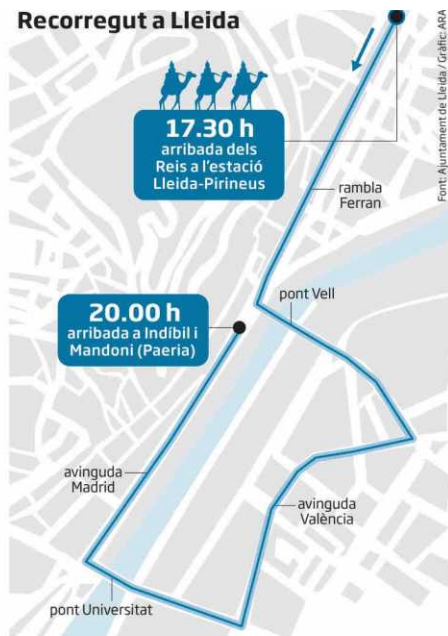 Recorregut a Lleida
17.30 h
arribada dels
Reis a l'estació
Lleida-Pirineus
rambla
Ferran
Font: Ajuntament de Lleida / Gràfic: ARA
pont Vell
20.00 h
arribada a Indíbil i
Mandoni (Paeria)
avinguda
Madrid
avinguda
València
pont Universitat